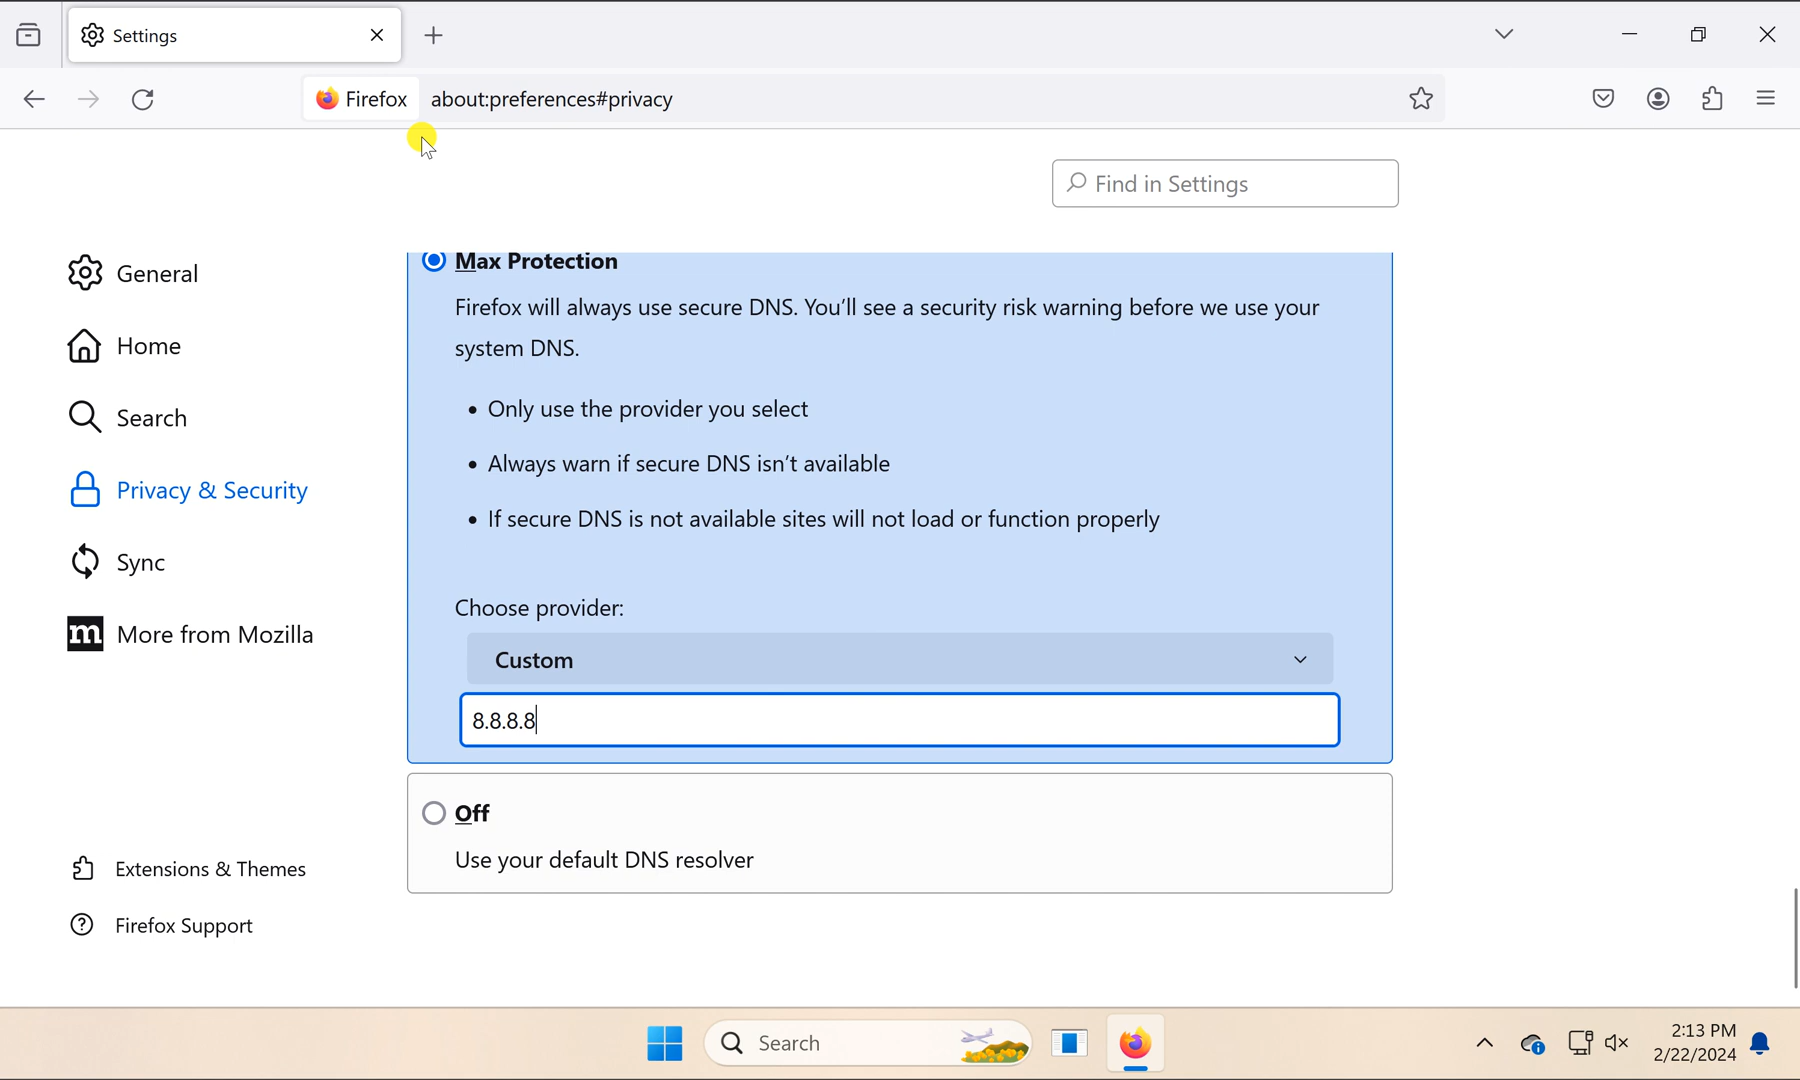 Settings
Firefox
about:preferences#privacy
Find in Settings
General
Home
Search
Privacy & Security
Sync
m
More from Mozilla
Extensions & Themes
Firefox Support
Max Protection
Firefox will always use secure DNS. You’ll see a security risk warning before we use your
system DNS.
• Only use the provider you select
• Always warn if secure DNS isn’t available
• If secure DNS is not available sites will not load or function properly
Choose provider:
Custom
8.8.8.8
Off
Use your default DNS resolver
Search
2:13 PM
2/22/2024